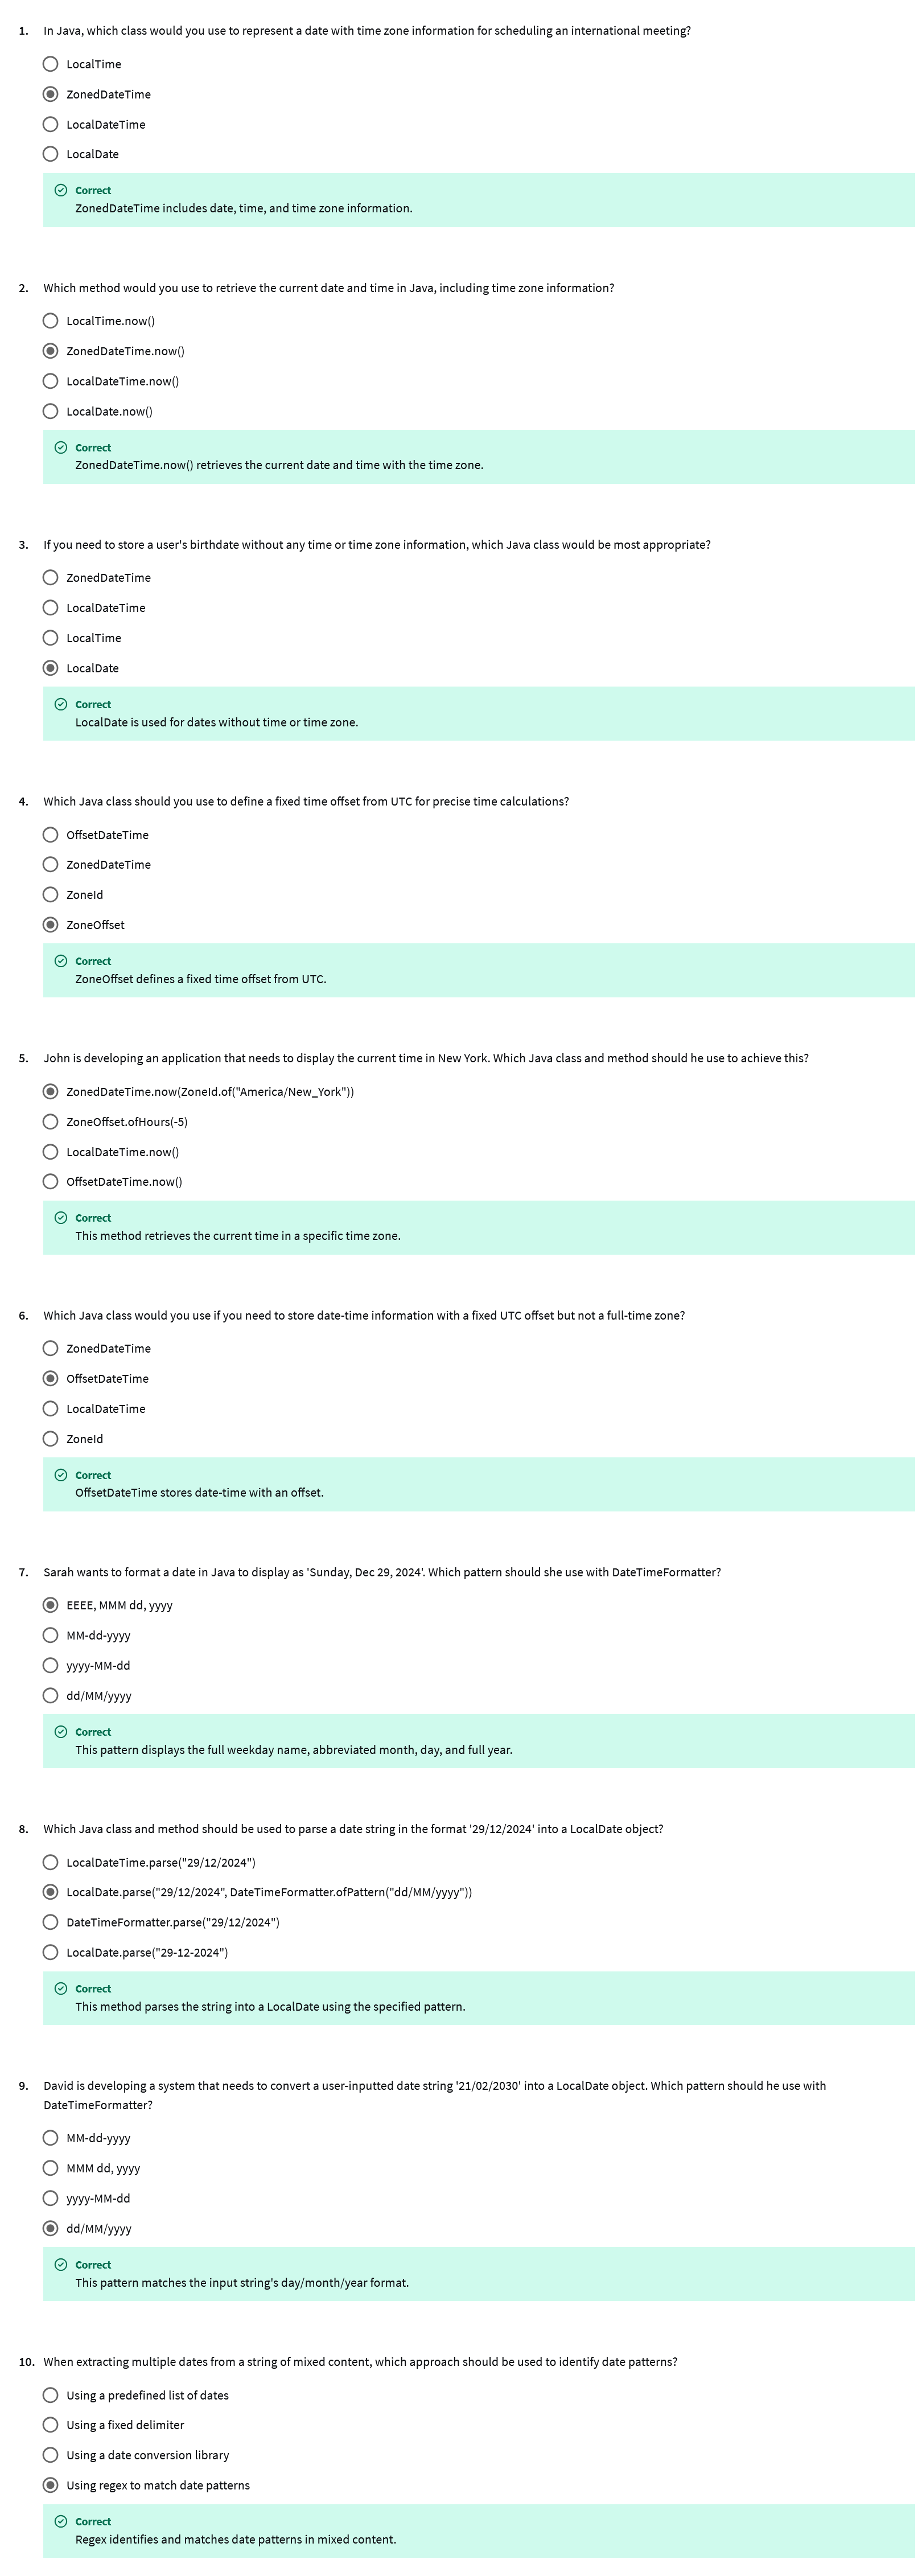 1. In Java, which class would you use to represent a date with time zone information for scheduling an international meeting?
LocalTime
ZonedDateTime
LocalDateTime
LocalDate
Correct
ZonedDateTime includes date, time, and time zone information.
2. Which method would you use to retrieve the current date and time in Java, including time zone information?
LocalTime.now()
ZonedDateTime.now()
LocalDateTime.now()
LocalDate.now()
Correct
ZonedDateTime.now() retrieves the current date and time with the time zone.
3. If you need to store a user's birthdate without any time or time zone information, which Java class would be most appropriate?
ZonedDateTime
LocalDateTime
LocalTime
LocalDate
Correct
LocalDate is used for dates without time or time zone.
4. Which Java class should you use to define a fixed time offset from UTC for precise time calculations?
OffsetDateTime
ZonedDateTime
ZoneId
ZoneOffset
Correct
ZoneOffset defines a fixed time offset from UTC.
5. John is developing an application that needs to display the current time in New York. Which Java class and method should he use to achieve this?
ZonedDateTime.now(ZoneId.of("America/New_York"))
ZoneOffset.ofHours(-5)
LocalDateTime.now()
OffsetDateTime.now()
Correct
This method retrieves the current time in a specific time zone.
6. Which Java class would you use if you need to store date-time information with a fixed UTC offset but not a full-time zone?
ZonedDateTime
OffsetDateTime
LocalDateTime
ZoneId
Correct
OffsetDateTime stores date-time with an offset.
7. Sarah wants to format a date in Java to display as 'Sunday, Dec 29, 2024'. Which pattern should she use with DateTimeFormatter?
EEEE, MMM dd, yyyy
MM-dd-yyyy
yyyy-MM-dd
dd/MM/yyyy
Correct
This pattern displays the full weekday name, abbreviated month, day, and full year.
8. Which Java class and method should be used to parse a date string in the format '29/12/2024' into a LocalDate object?
LocalDateTime.parse("29/12/2024")
LocalDate.parse("29/12/2024", DateTimeFormatter.ofPattern("dd/MM/yyyy"))
DateTimeFormatter.parse("29/12/2024")
LocalDate.parse("29-12-2024")
Correct
This method parses the string into a LocalDate using the specified pattern.
9. David is developing a system that needs to convert a user-inputted date string '21/02/2030' into a LocalDate object. Which pattern should he use with
DateTimeFormatter?
MM-dd-yyyy
MMM dd, yyyy
yyyy-MM-dd
dd/MM/yyyy
Correct
This pattern matches the input string's day/month/year format.
10. When extracting multiple dates from a string of mixed content, which approach should be used to identify date patterns?
Using a predefined list of dates
Using a fixed delimiter
Using a date conversion library
Using regex to match date patterns
Correct
Regex identifies and matches date patterns in mixed content.